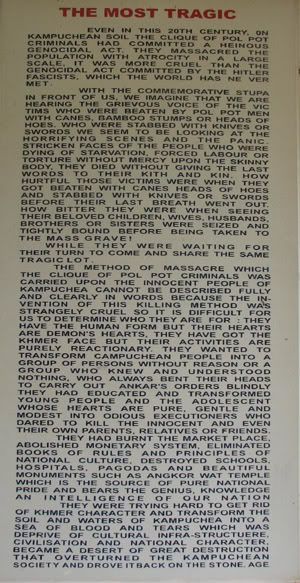 THE MOST TRAGIC
EVEN IN THIS 20TH CENTURY, ON
KAMPUCHEAN SOIL THE CLIQUE OF POL POT
CRIMINALS HAD COMMITTED A HEINOUS
GENOCIDAL ACT. THEY MASSACRED THE
POPULATION WITH ATROCITY IN A LARGE
SCALE, IT WAS MORE CRUEL THAN THE
GENOCIDAL ACT COMMITTED BY THE HITLER
FASCISTS, WHICH THE WORLD HAS NE VER
MET.
WITH THE COMMEMORATIVE STUPA
IN FRONT OF US, WE IMAGINE THAT WE ARE
HEARING THE GRIEVOUS VOICE OF THE VIC
TIMS WHO WERE BEATEN BY POL POT MEN
WITH CANES, BAMBOO STUMPS OR HEADS OF
HOES. WHO WERE STABBED WITH KNIVES OR
SWORDS WE SEEM TO BE LOOKING AT THE
HORRIFYING SCENES AND THE PANIC.
STRICKEN FACES OF THE PEOPLE WHO WERE
DYING OF STARVATION, FORCED LABOUR OR
TORTURE WITHOUT MERCY UPON THE SKINNY
BODY, THEY DIED WITHOUT GIVING THE LAST
WORDS TO THEIR KITH AND KIN. HOW
HURTFUL THOSE VICTIMS WERE WHEN THEY
GOT BEATEN WITH CANES HEADS OF HOES
AND STABBED WITH KNIVES OR SWORDS
BEFORE THEIR LAST BREATH WENT OUT.
HOW BITTER THEY WERE WHEN SEEING
THEIR BELOVED CHILDREN, WIVES, HUSBANDS,
BROTHERS OR SISTERS WERE SEIZED AND
TIGHTLY BOUND BEFORE BEING TAKEN TO
THE MASS GRAVE!
WHILE THEY WERE WAITING FOR
THEIR TURN TO COME AND SHARE THE SAME
TRAGIC LOT.
THE METHOD OF MASSACRE WHICH
THE CLIQUE OF POL POT CRIMINALS WAS
CARRIED UPON THE INNOCENT PEOPLE OF
KAMPUCHEA CANNOT BE DESCRIBED FULLY
AND CLEARLY IN WORDS BECAUSE THE IN-
VENTION OF THIS KILLING METHOD WAS
STRANGELY CRUEL SO IT IS DIFFICULT FOR
US TO DETERMINE WHO THEY ARE FOR : THEY
HAVE THE HUMAN FORM BUT THEIR HEARTS
ARE DEMON'S HEARTS, THEY HAVE GOT THE
KHMER FACE BUT THEIR ACTIVITIES ARE
PURELY REACTIONARY. THEY WANTED TO
TRANSFORM KAMPUCHEAN PEOPLE INTO A
GROUP OF PERSONS WITHOUT REASON OR A
GROUP WHO KNEW AND UNDERSTOOD
NOTHING, WHO ALWAYS BENT THEIR HEADS
TO CARRY OUT ANKAR'S ORDERS BLINDLY
THEY HAD EDUCATED AND TRANSFORMED
YOUNG PEOPLE AND THE ADOLESCENT
WHOSE HEARTS ARE PURE, GENTLE AND
MODEST INTO ODIOUS EXECUTIONERS WHO
DARED TO KILL THE INNOCENT AND EVEN
THEIR OWN PARENTS, RELATIVES OR FRIENDS.
THEY HAD BURNT THE MARKET PLACE,
ABOLISHED MONETARY SYSTEM, ELIMINATED
BOOKS OF RULES AND PRINCIPLES OF
NATIONAL CULTURE, DESTROYED SCHOOLS,
HOSPITALS, PAGODAS AND BEAUTIFUL
MONUMENTS SUCH AS ANGKOR WAT TEMPLE
WHICH IS THE SOURCE OF PURE NATIONAL
PRIDE AND BEARS THE GENIUS, KNOWLEDGE
AN INTELLIGENCE OF OUR NATION
THEY WERE TRYING HARD TO GET RID
OF KHMER CHARACTER AND TRANSFORM THE
SOIL AND WATERS OF KAMPUCHEA INTO A
SEA OF BLOOD AND TEARS WHICH WAS
DEPRIVE OF CULTURAL INFRA-STRUCTUERE,
CIVILISATION AND NATIONAL CHARACTER,
BECAME A DESERT OF GREAT DESTRUCTION
THAT OVERTURNED THE KAMPUCHEAN
SOCIETY AND DROVE IT BACK ON THE STONE. AGE